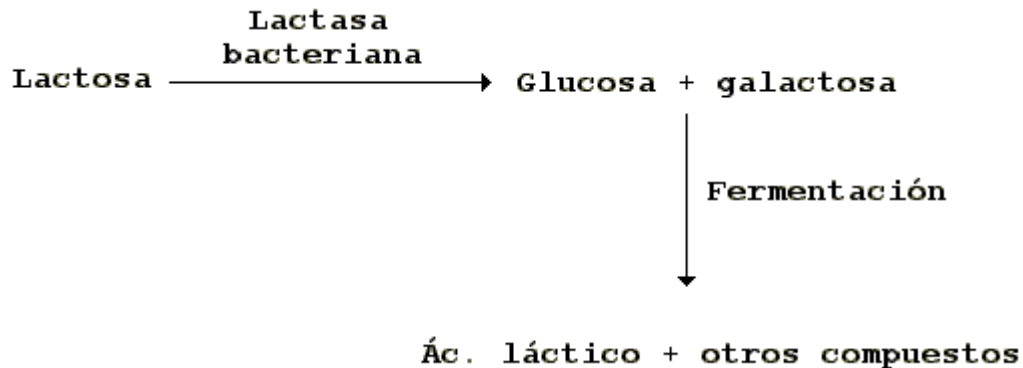 Lactasa
bacteriana
Lactosa
Glucosa + galactosa
Fermentación
Ác. láctico + otros compuestos